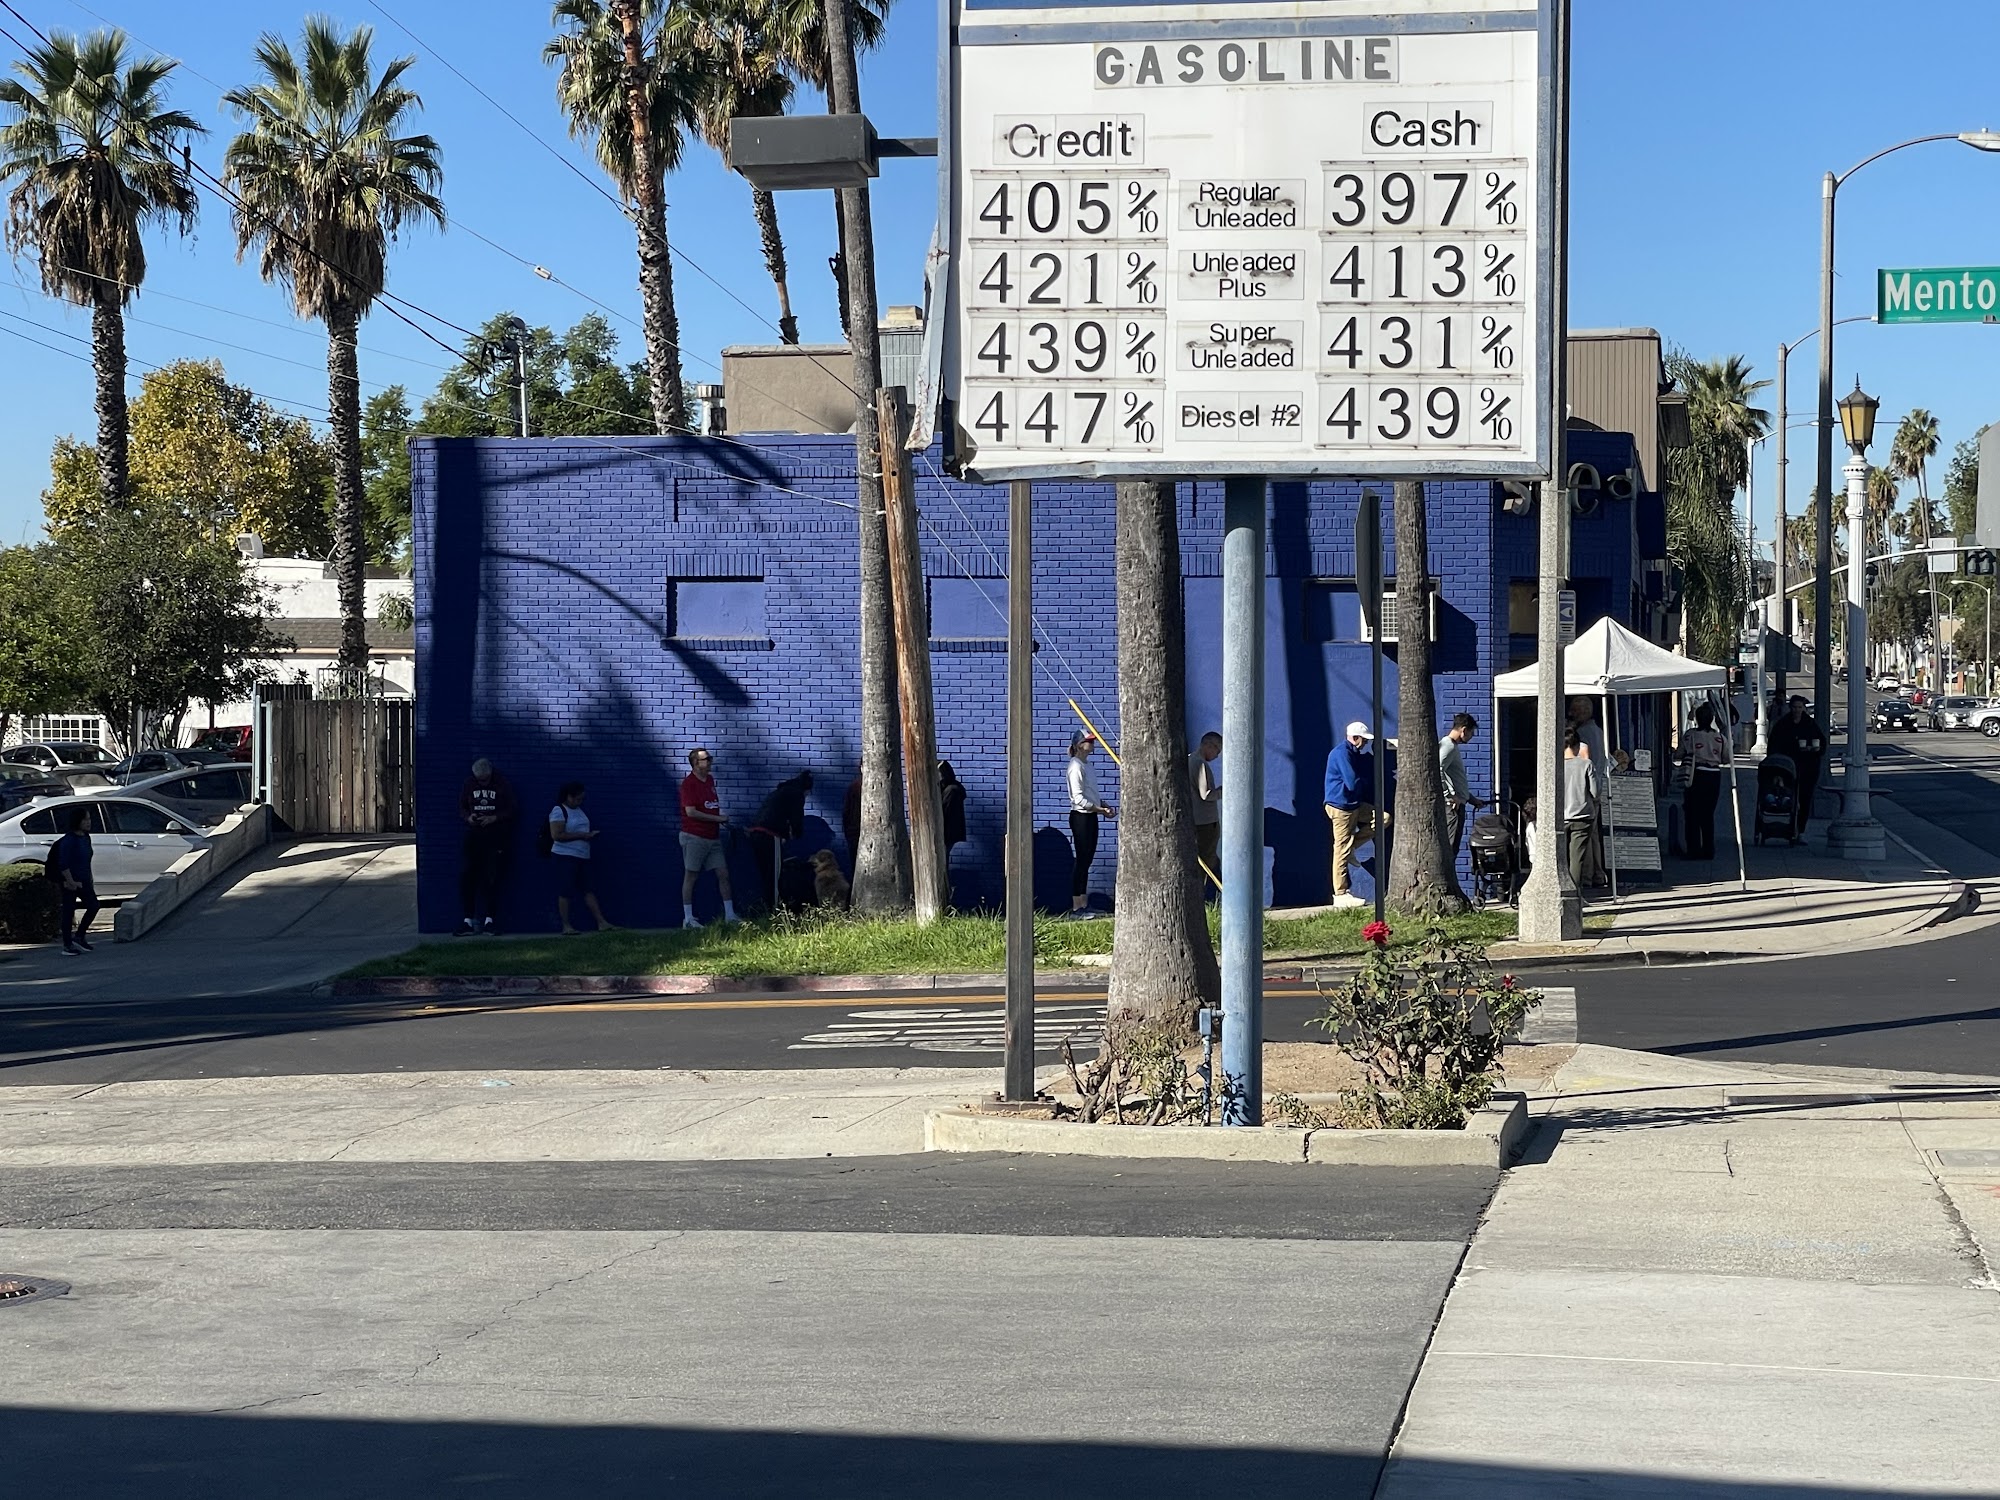 GASOLINE
Credit Cash
405 9/10 Regular Unleaded 397 9/10
421 9/10 Unleaded Plus 413 9/10
439 9/10 Super Unleaded 431 9/10
447 9/10 Diesel #2 439 9/10
Mento